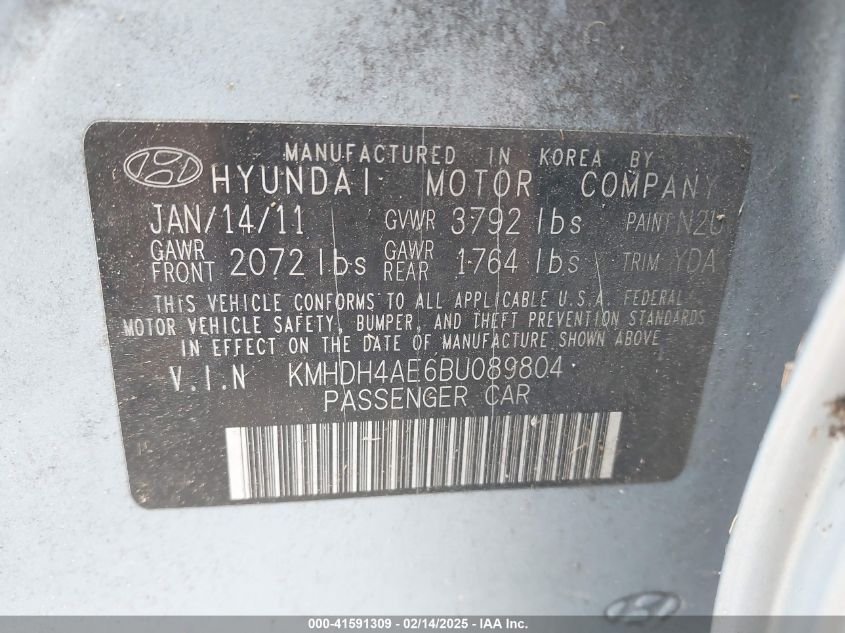 MANUFACTURED IN KOREA BY
HYUNDAI MOTOR COMPANY
JAN/14/11 GVWR 3792 lbs PAINT N2U
GAWR FRONT 2072 lbs GAWR REAR 1764 lbs TRIM YDA
THIS VEHICLE CONFORMS TO ALL APPLICABLE U.S.A. FEDERAL
MOTOR VEHICLE SAFETY, BUMPER, AND THEFT PREVENTION STANDARDS
IN EFFECT ON THE DATE OF MANUFACTURE SHOWN ABOVE
V.I.N KMHDH4AE6BU089804
PASSENGER CAR
000-41591309 - 02/14/2025 - IAA Inc.